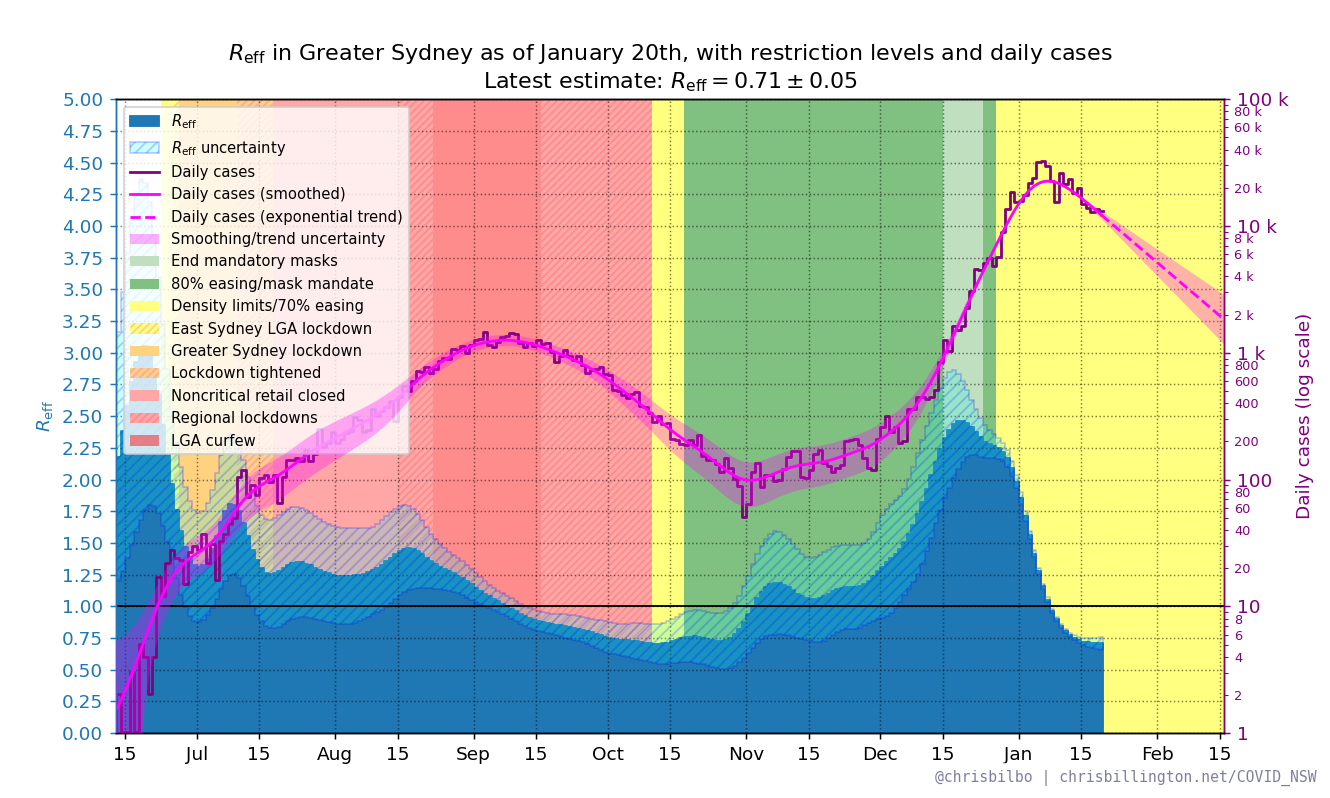 Reff in Greater Sydney as of January 20th, with restriction levels and daily cases
Latest estimate: Reff = 0.71 ± 0.05
5.00
4.75
4.50
4.25
4.00
3.75
3.50
3.25
3.00
2.75
2.50
2.25
2.00
1.75
1.50
1.25
1.00
0.75
0.50
0.25
0.00
Reff
Reff
Reff uncertainty
Daily cases
Daily cases (smoothed)
Daily cases (exponential trend)
Smoothing/trend uncertainty
End mandatory masks
80% easing/mask mandate
Density limits/70% easing
East Sydney LGA lockdown
Greater Sydney lockdown
Lockdown tightened
Noncritical retail closed
Regional lockdowns
LGA curfew
100 k
80 k
60 k
40 k
20 k
10 k
8 k
6 k
4 k
2 k
1 k
800
600
400
200
100
80
60
40
20
10
8
6
4
2
1
Daily cases (log scale)
15 Jul 15 Aug 15 Sep 15 Oct 15 Nov 15 Dec 15 Jan 15 Feb 15
@chrisbilbo | chrisbillington.net/COVID_NSW